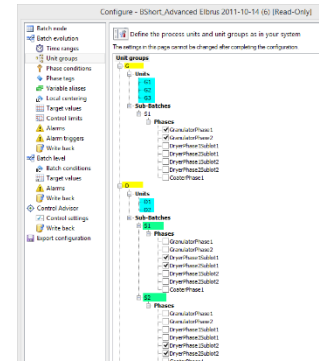 Configure - BShort_Advanced Elbrus 2011-10-14 (6) [Read-Only]
Batch node
Batch evolution
Time ranges
Unit groups
Phase conditions
Phase tags
Variable aliases
Local centering
Target values
Control limits
Alarms
Alarm triggers
Write back
Batch level
Batch conditions
Target values
Alarms
Write back
Control Advisor
Control settings
Write back
Export configuration
Define the process units and unit groups as in your system
The settings in the page cannot be changed after completing the configuration
Unit groups
G
Units
G1
G2
G3
Sub-Batches
S1
Phases
GranulatorPhase1
GranulatorPhase2
DryerPhase1Sublot1
DryerPhase2Sublot1
DryerPhase1Sublot2
DryerPhase2Sublot2
CoaterPhase1
D
Units
D1
D2
Sub-Batches
S1
Phases
GranulatorPhase1
GranulatorPhase2
DryerPhase1Sublot1
DryerPhase2Sublot1
DryerPhase1Sublot2
DryerPhase2Sublot2
CoaterPhase1
S2
Phases
GranulatorPhase1
GranulatorPhase2
DryerPhase1Sublot1
DryerPhase2Sublot1
DryerPhase1Sublot2
DryerPhase2Sublot2
CoaterPhase1